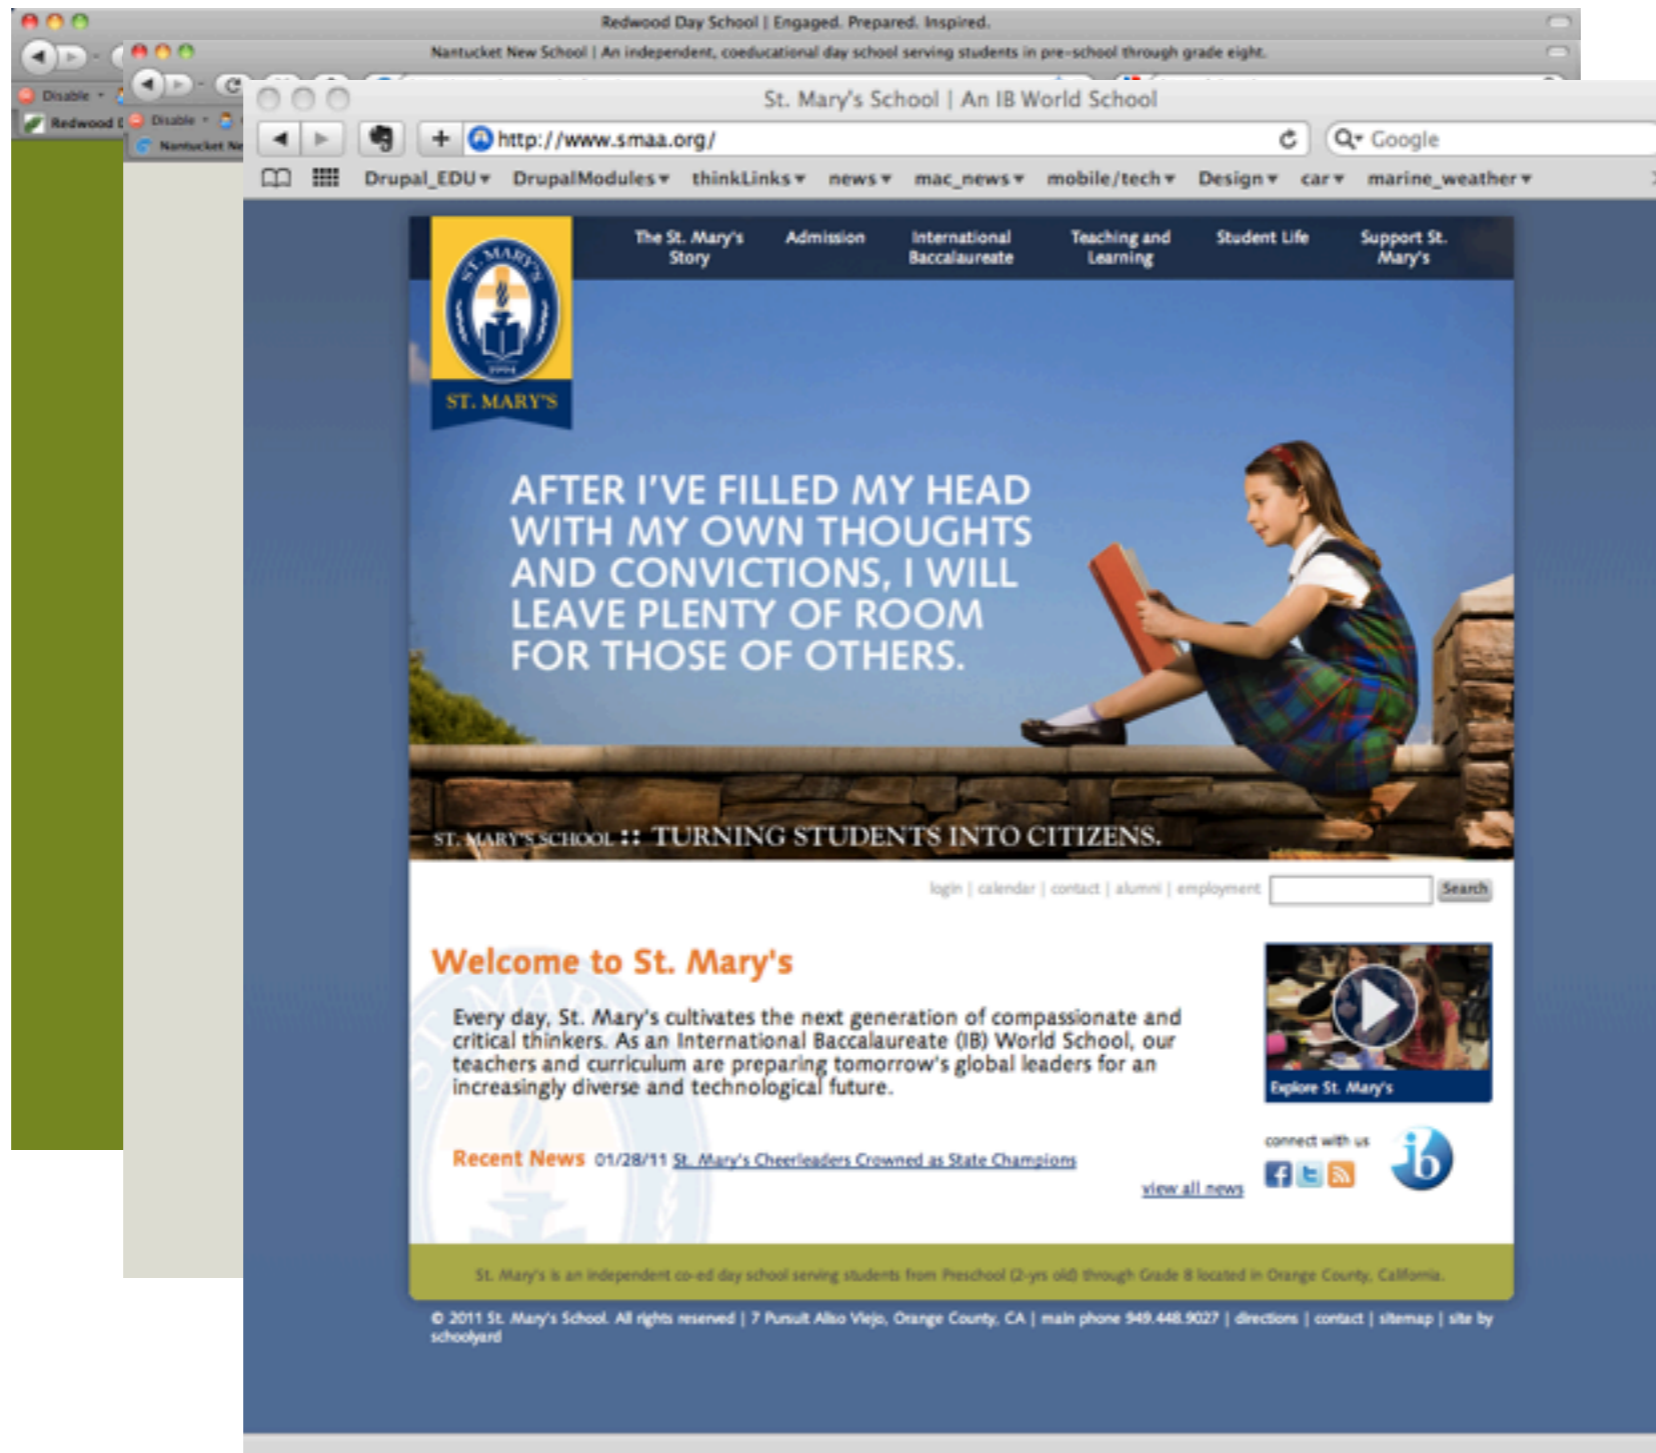 Redwood Day School | Engaged. Prepared. Inspired.
Nantucket New School | An independent, coeducational day school serving students in pre-school through grade eight.
Disable
Redwood
Disable
Nantucket
St. Mary's School | An IB World School
http://www.smaa.org/
Google
Drupal_EDU DrupalModules thinkLinks news mac_news mobile/tech Design car marine_weather
The St. Mary's Story
Admission
International Baccalaureate
Teaching and Learning
Student Life
Support St. Mary's
ST. MARY'S
1994
ST. MARY'S
AFTER I'VE FILLED MY HEAD
WITH MY OWN THOUGHTS
AND CONVICTIONS, I WILL
LEAVE PLENTY OF ROOM
FOR THOSE OF OTHERS.
ST. MARY'S SCHOOL :: TURNING STUDENTS INTO CITIZENS.
login | calendar | contact | alumni | employment Search
Welcome to St. Mary's
Every day, St. Mary's cultivates the next generation of compassionate and
critical thinkers. As an International Baccalaureate (IB) World School, our
teachers and curriculum are preparing tomorrow's global leaders for an
increasingly diverse and technological future.
Explore St. Mary's
connect with us
Recent News 01/28/11 St. Mary's Cheerleaders Crowned as State Champions
view all news
St. Mary's is an independent co-ed day school serving students from Preschool (2-yrs old) through Grade 8 located in Orange County, California.
© 2011 St. Mary's School. All rights reserved | 7 Pursuit Aliso Viejo, Orange County, CA | main phone 949.448.9027 | directions | contact | sitemap | site by
schoolyard